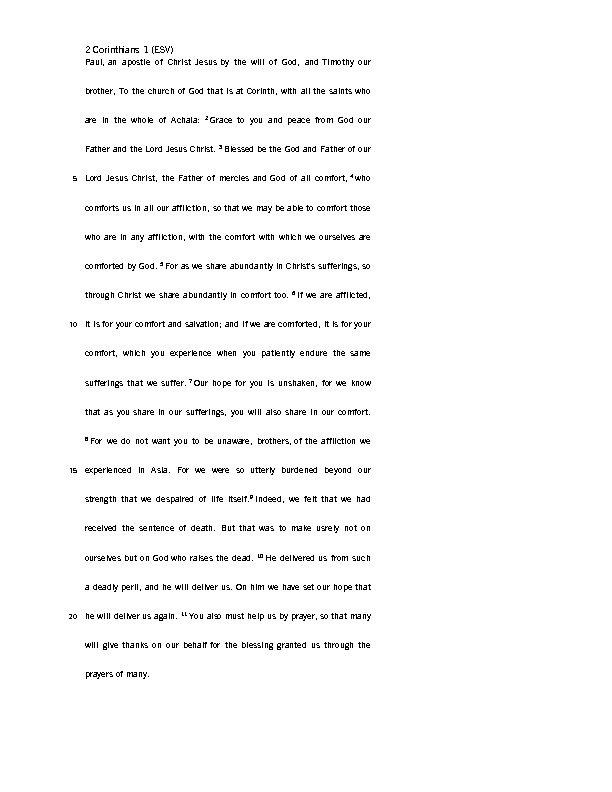 2 Corinthians 1 (ESV)
Paul, an apostle of Christ Jesus by the will of God, and Timothy our
brother, To the church of God that is at Corinth, with all the saints who
are in the whole of Achaia: 2 Grace to you and peace from God our
Father and the Lord Jesus Christ. 3 Blessed be the God and Father of our
5 Lord Jesus Christ, the Father of mercies and God of all comfort, 4 who
comforts us in all our affliction, so that we may be able to comfort those
who are in any affliction, with the comfort with which we ourselves are
comforted by God. 5 For as we share abundantly in Christ's sufferings, so
through Christ we share abundantly in comfort too. 6 If we are afflicted,
10 it is for your comfort and salvation; and if we are comforted, it is for your
comfort, which you experience when you patiently endure the same
sufferings that we suffer. 7 Our hope for you is unshaken, for we know
that as you share in our sufferings, you will also share in our comfort.
8 For we do not want you to be unaware, brothers, of the affliction we
15 experienced in Asia. For we were so utterly burdened beyond our
strength that we despaired of life itself. 9 Indeed, we felt that we had
received the sentence of death. But that was to make usrely not on
ourselves but on God who raises the dead. 10 He delivered us from such
a deadly peril, and he will deliver us. On him we have set our hope that
20 he will deliver us again. 11 You also must help us by prayer, so that many
will give thanks on our behalf for the blessing granted us through the
prayers of many.